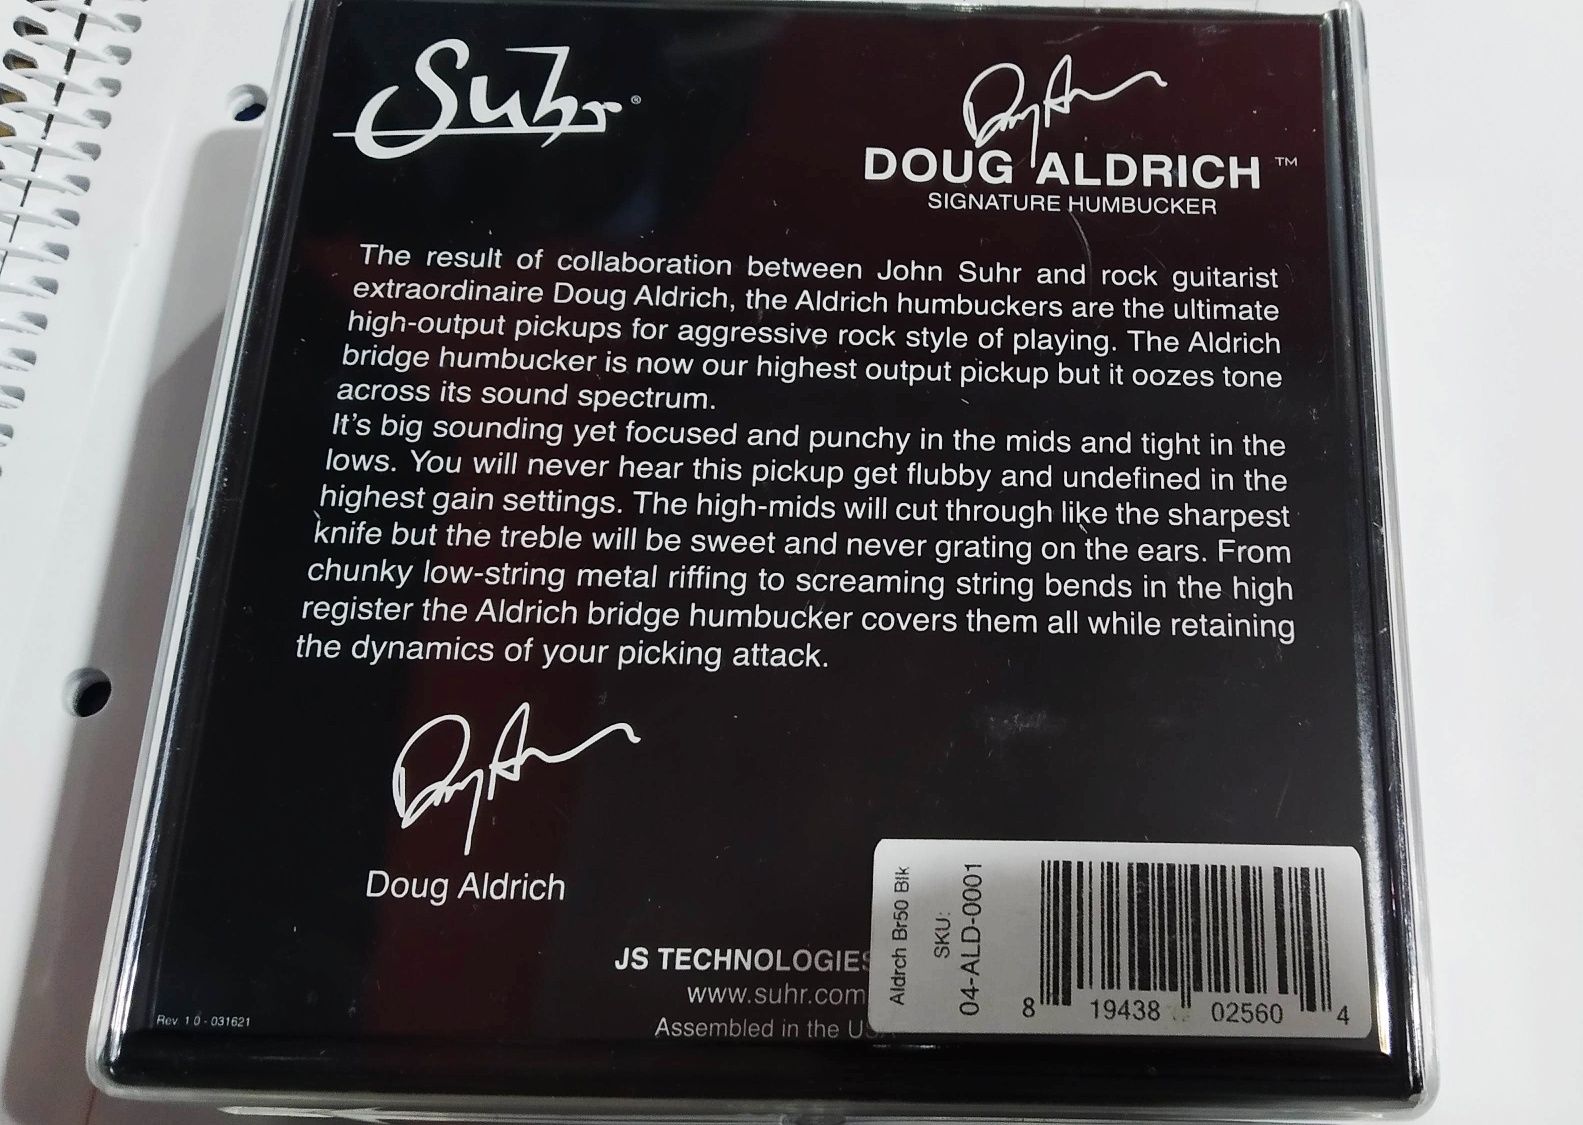 Suhr®
DOUG ALDRICH™
SIGNATURE HUMBUCKER
The result of collaboration between John Suhr and rock guitarist
extraordinaire Doug Aldrich, the Aldrich humbuckers are the ultimate
high-output pickups for aggressive rock style of playing. The Aldrich
bridge humbucker is now our highest output pickup but it oozes tone
across its sound spectrum.
It's big sounding yet focused and punchy in the mids and tight in the
lows. You will never hear this pickup get flubby and undefined in the
highest gain settings. The high-mids will cut through like the sharpest
knife but the treble will be sweet and never grating on the ears. From
chunky low-string metal riffing to screaming string bends in the high
register the Aldrich bridge humbucker covers them all while retaining
the dynamics of your picking attack.
Doug Aldrich
JS TECHNOLOGIES
www.suhr.com
Assembled in the USA
Rev 1 0 - 031621
Aldrch Br50 Blk
SKU:
04-ALD-0001
8 19438 02560 4